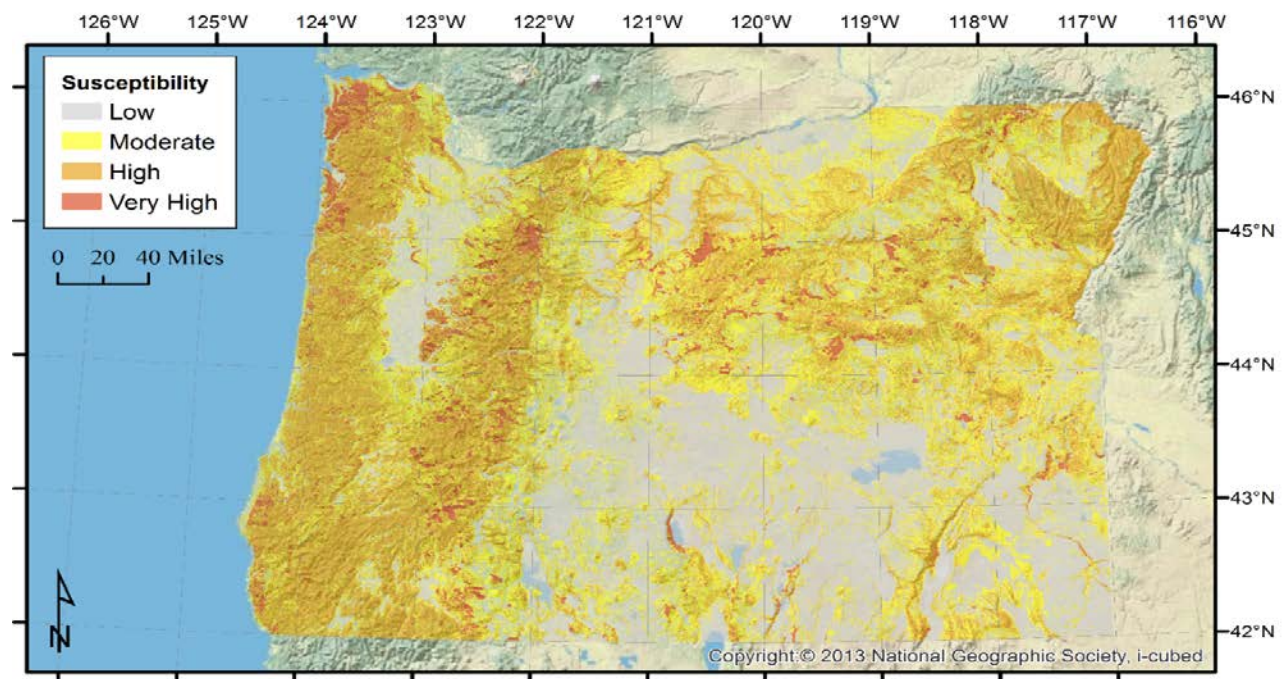 126°W 125°W 124°W 123°W 122°W 121°W 120°W 119°W 118°W 117°W 116°W
Susceptibility
Low
Moderate
High
Very High
0 20 40 Miles
46°N
45°N
44°N
43°N
42°N
N
Copyright:© 2013 National Geographic Society, i-cubed